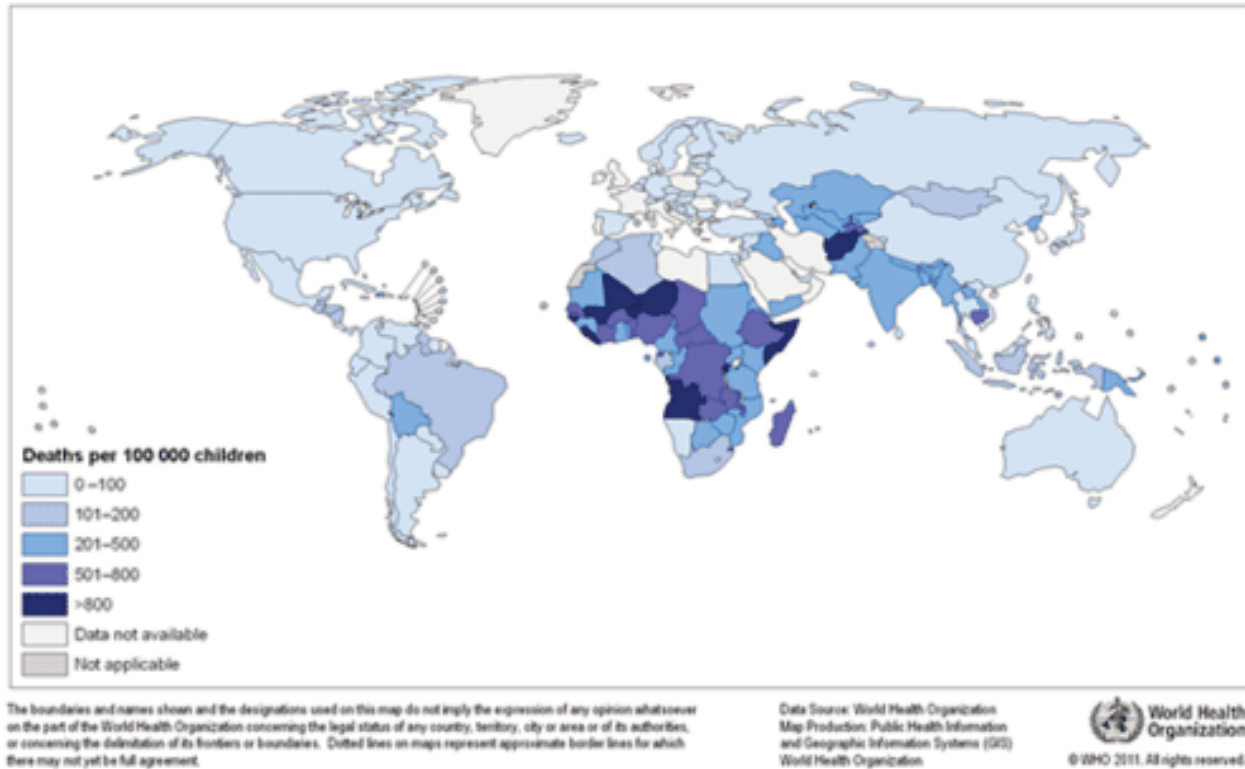 Deaths per 100 000 children
0–100
101–200
201–500
501–800
>800
Data not available
Not applicable
The boundaries and names shown and the designations used on this map do not imply the expression of any opinion whatsoever
on the part of the World Health Organization concerning the legal status of any country, territory, city or area or of its authorities,
or concerning the delimitation of its frontiers or boundaries. Dotted lines on maps represent approximate border lines for which
there may not yet be full agreement.
Data Source: World Health Organization
Map Production: Public Health Information
and Geographic Information Systems (GIS)
World Health Organization
World Health
Organization
© WHO 2011. All rights reserved.